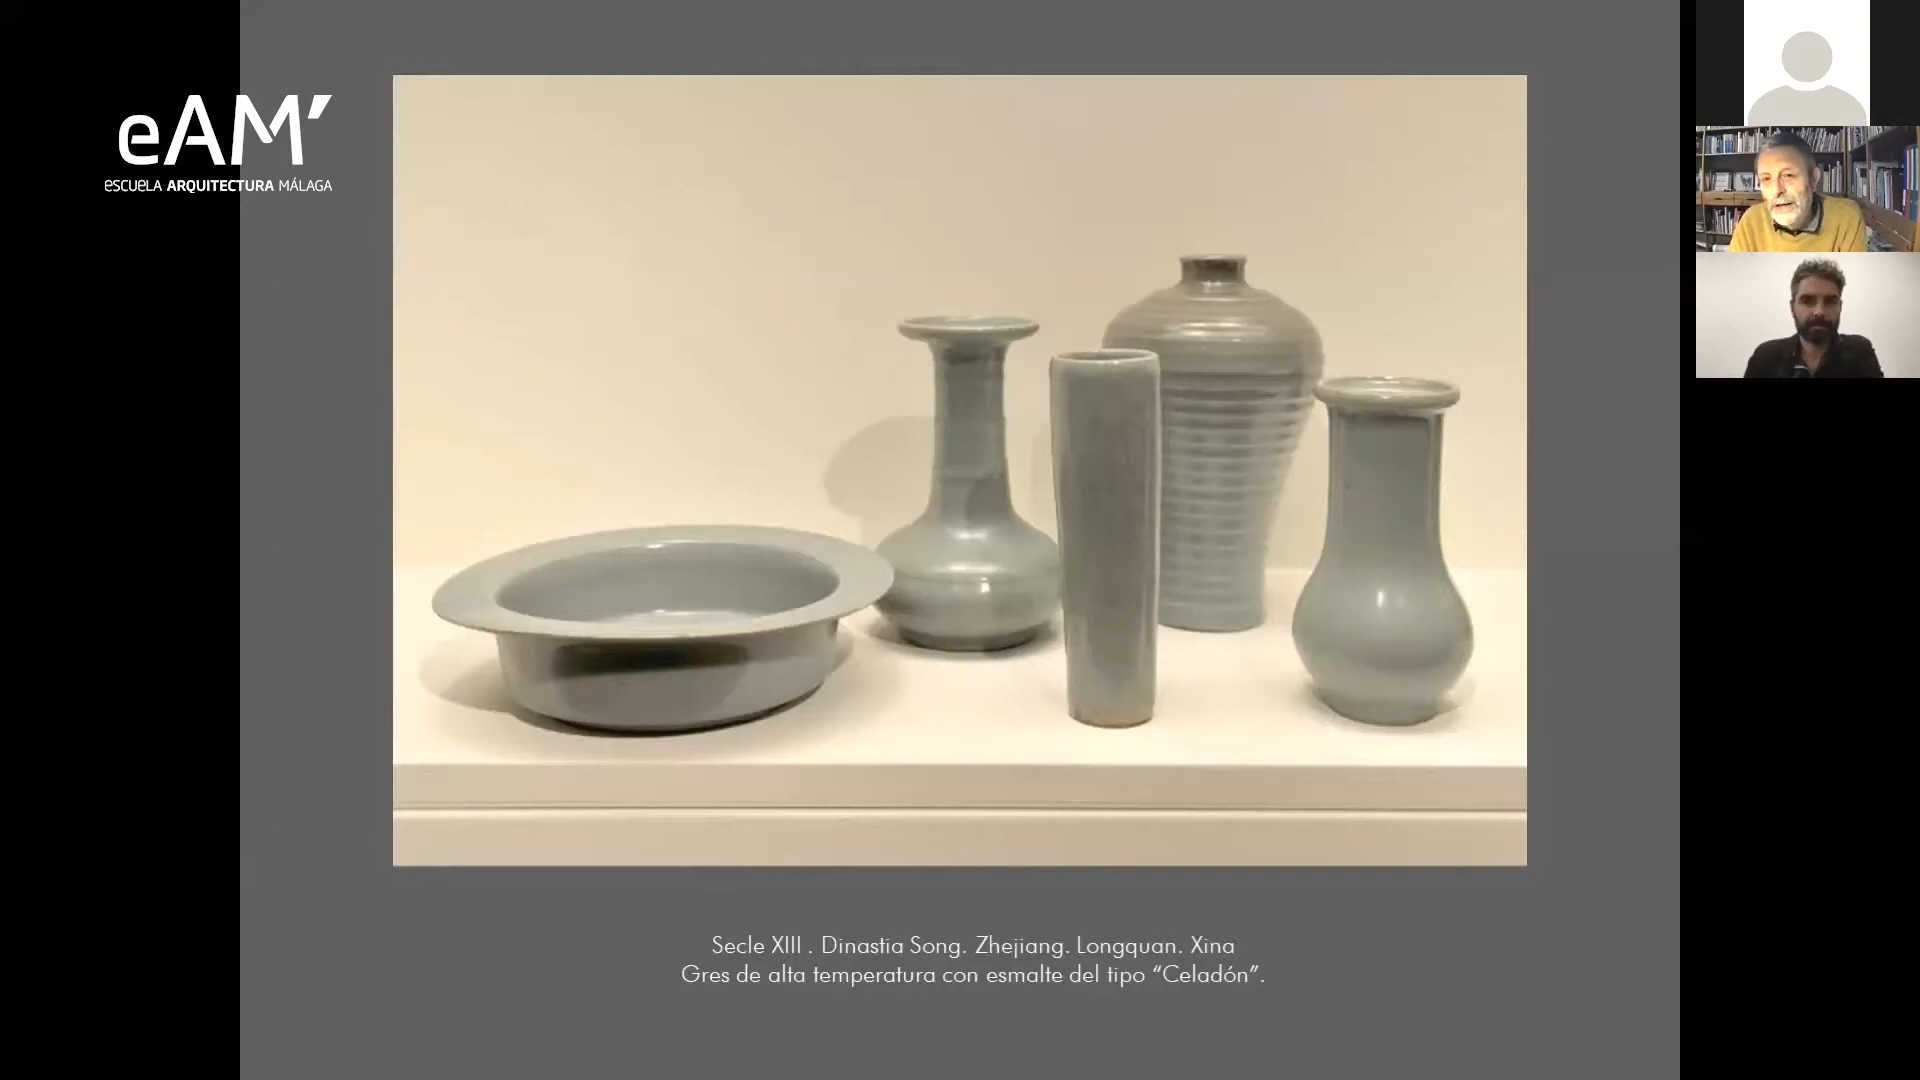 eAM'
escuela ARQUITECTURA MÁLAGA
Secle XIII . Dinastia Song. Zhejiang. Longquan. Xina
Gres de alta temperatura con esmalte del tipo “Celadón”.